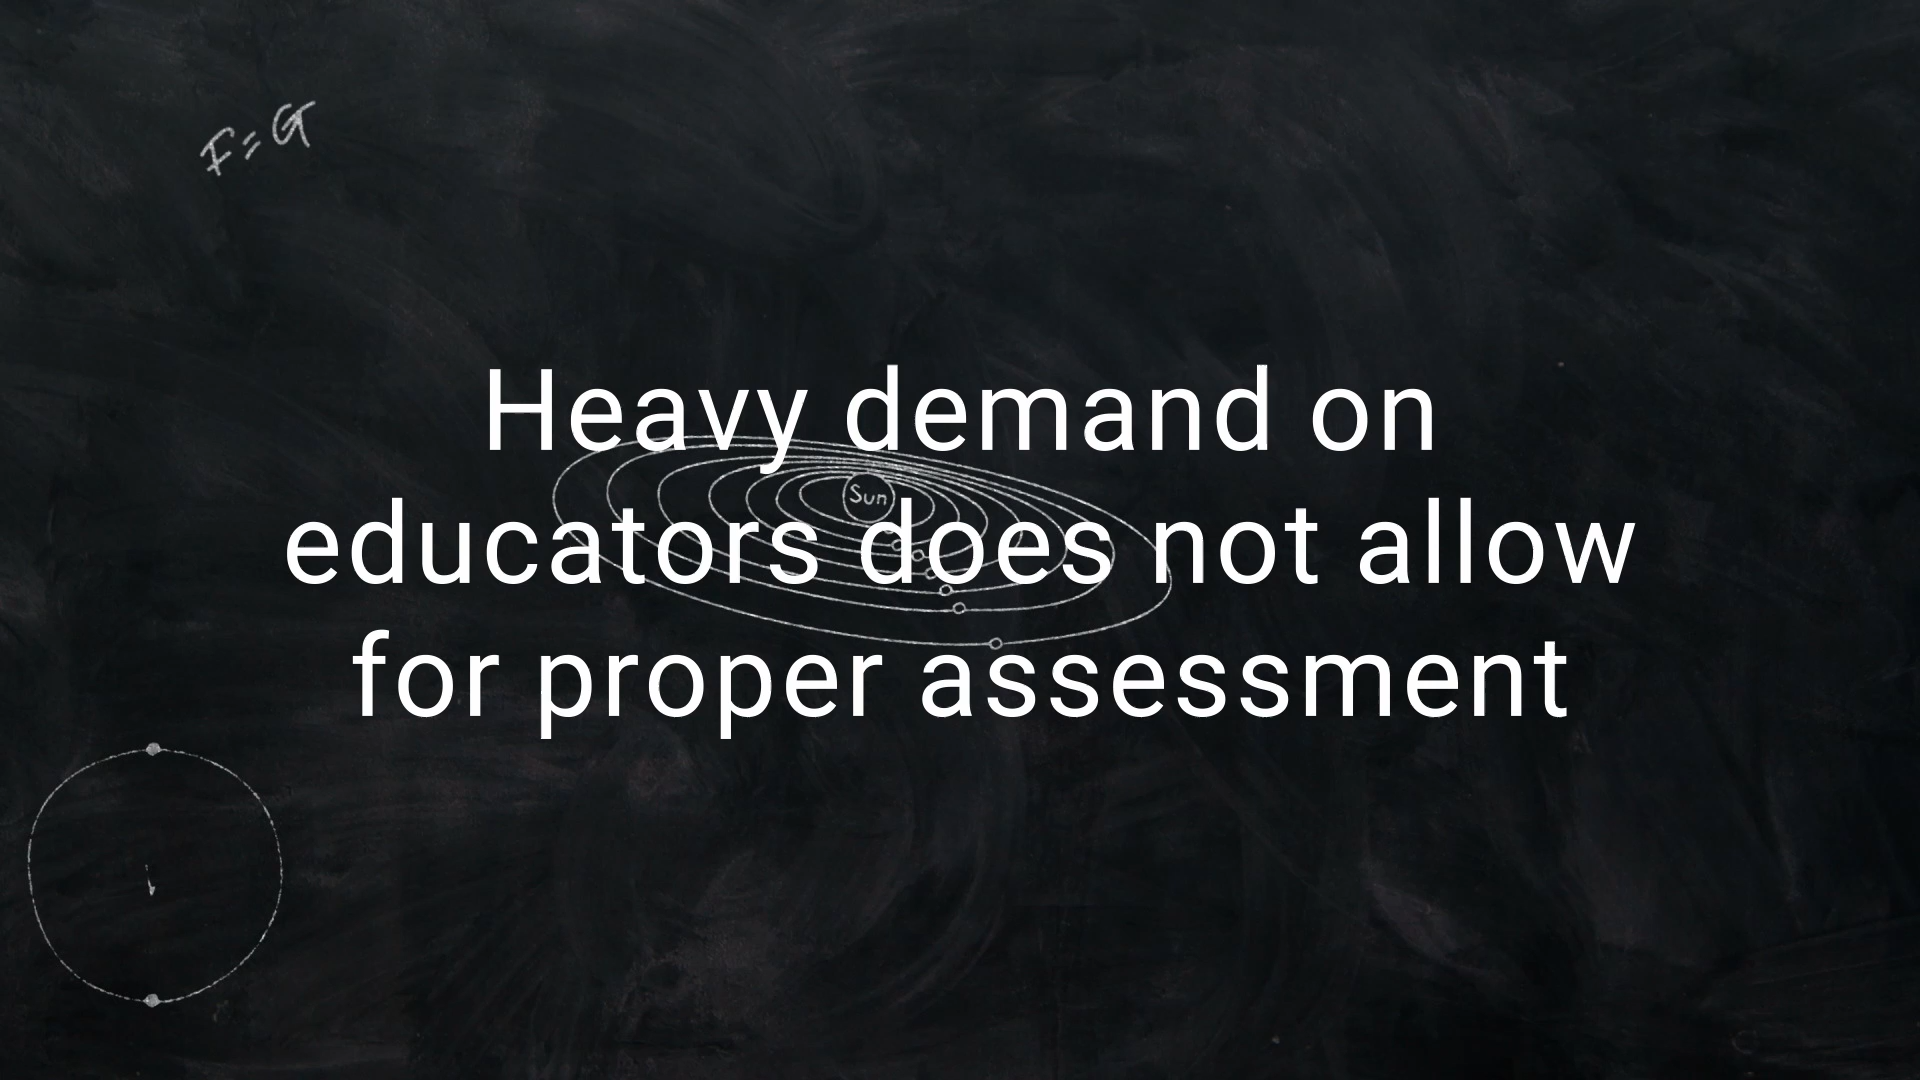 F=G
Heavy demand on
Sun
educators does not allow
for proper assessment